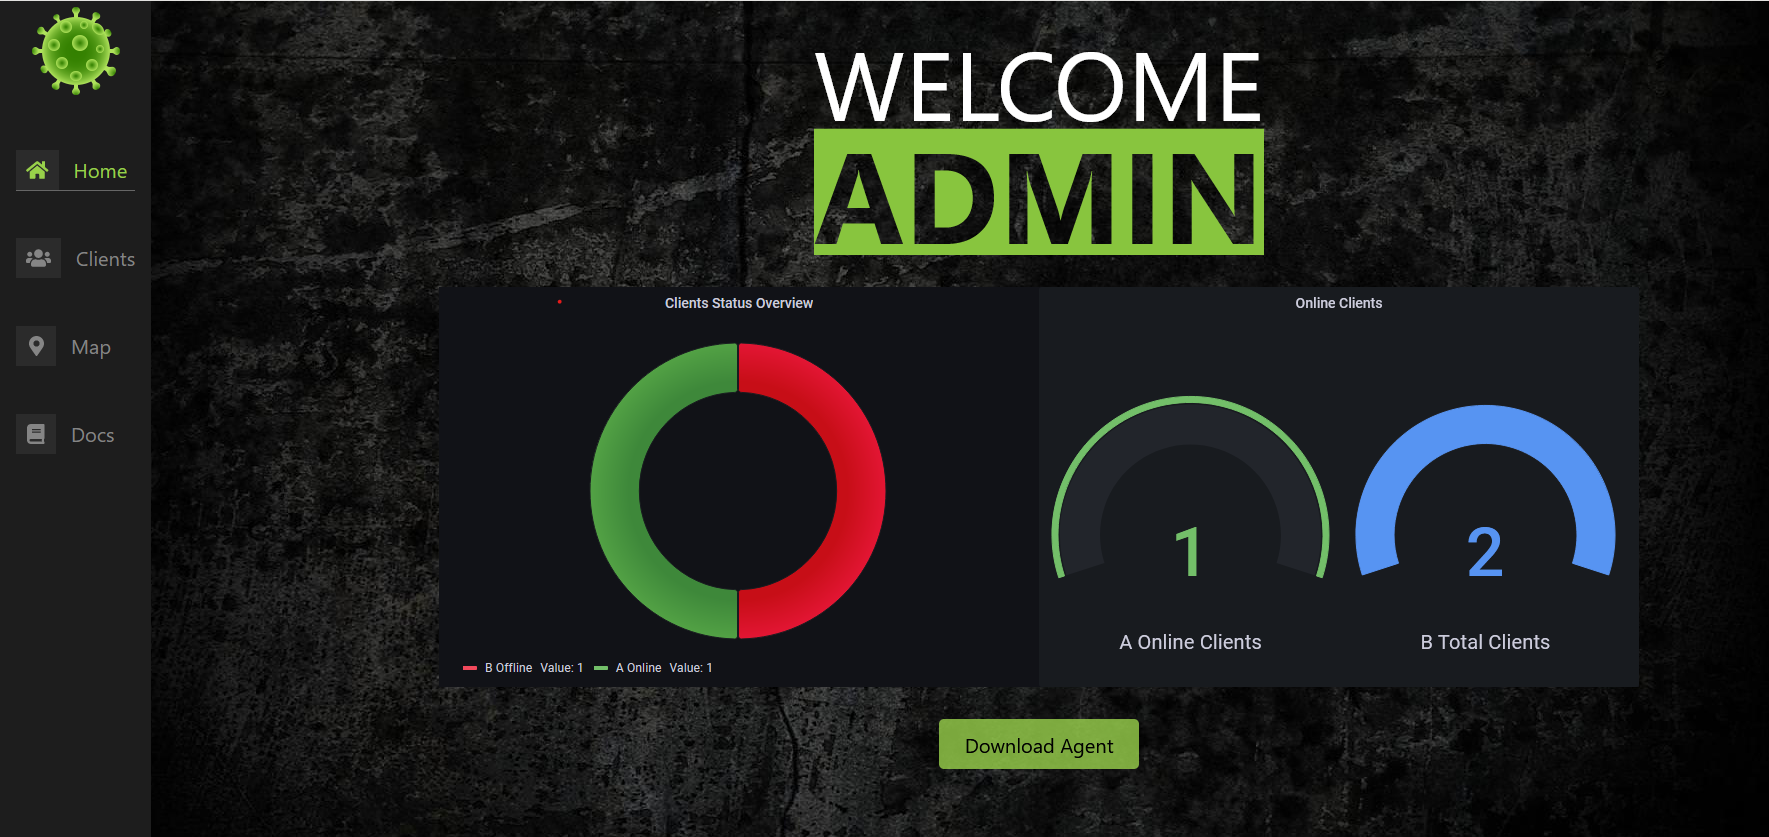 WELCOME
ADMIN
Home
Clients
Map
Docs
Clients Status Overview
B Offline Value: 1 A Online Value: 1
Online Clients
1
2
A Online Clients
B Total Clients
Download Agent